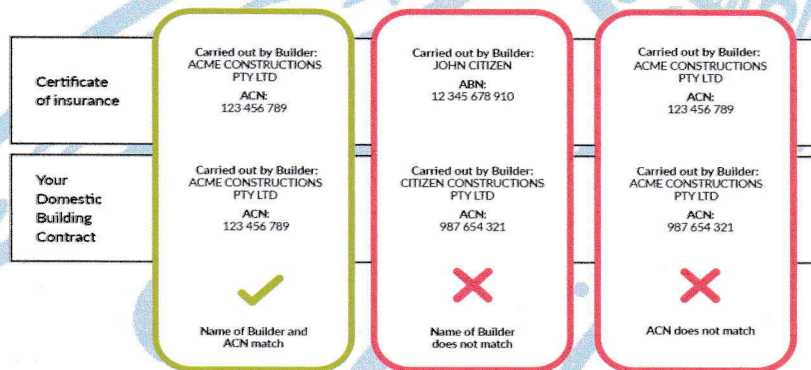 Certificate
of insurance
Carried out by Builder:
ACME CONSTRUCTIONS
PTY LTD
ACN:
123 456 789
Carried out by Builder:
JOHN CITIZEN
ABN:
12 345 678 910
Carried out by Builder:
ACME CONSTRUCTIONS
PTY LTD
ACN:
123 456 789
Your
Domestic
Building
Contract
Carried out by Builder:
ACME CONSTRUCTIONS
PTY LTD
ACN:
123 456 789
Carried out by Builder:
CITIZEN CONSTRUCTIONS
PTY LTD
ACN:
987 654 321
Carried out by Builder:
ACME CONSTRUCTIONS
PTY LTD
ACN:
987 654 321
Name of Builder and
ACN match
Name of Builder
does not match
ACN does not match